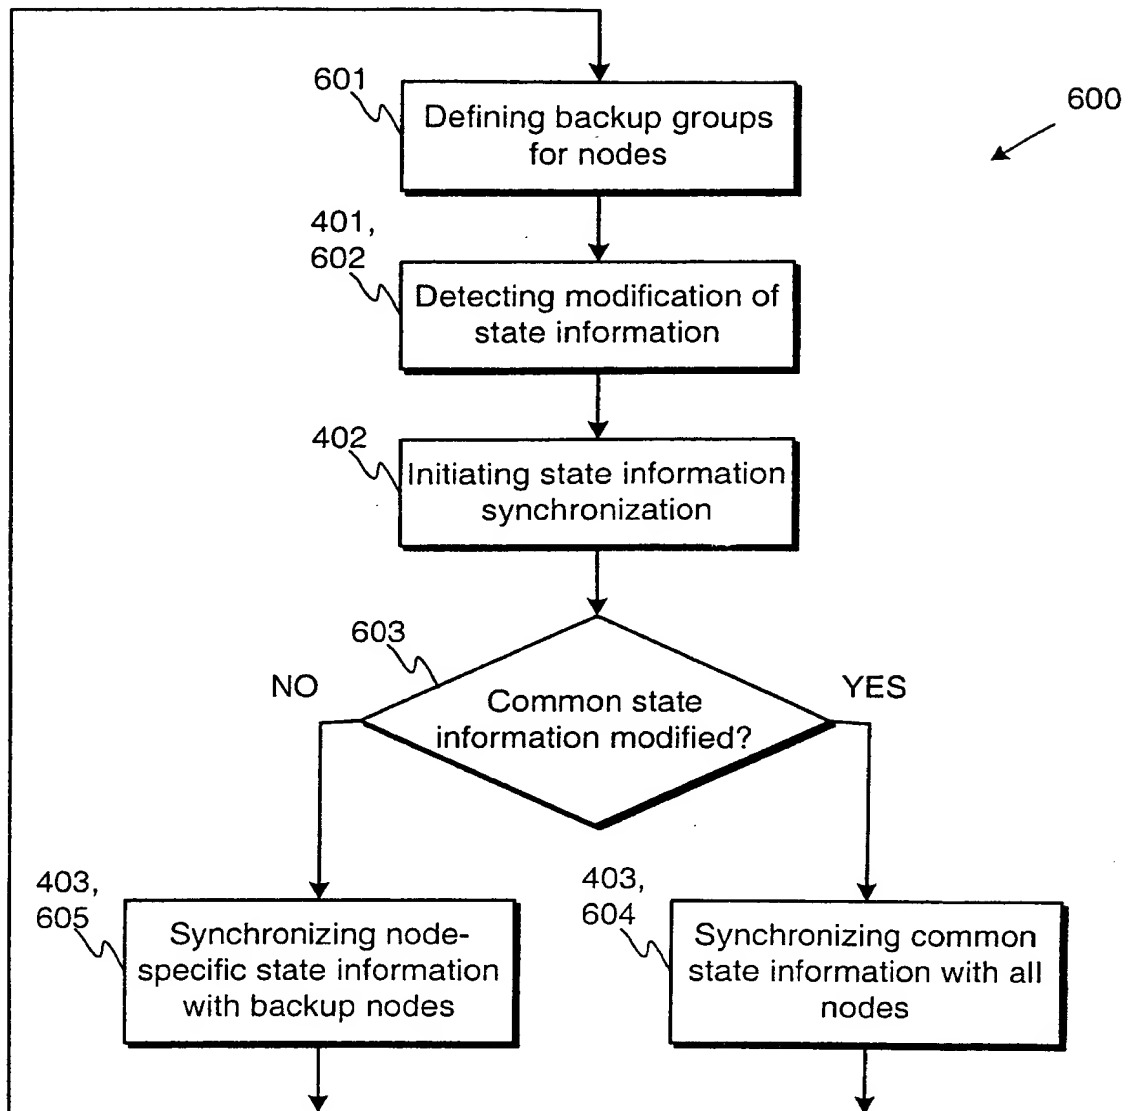 601
Defining backup groups
for nodes
600
401,
602
Detecting modification of
state information
402
Initiating state information
synchronization
603
NO
YES
Common state
information modified?
403,
605
Synchronizing node-
specific state information
with backup nodes
403,
604
Synchronizing common
state information with all
nodes